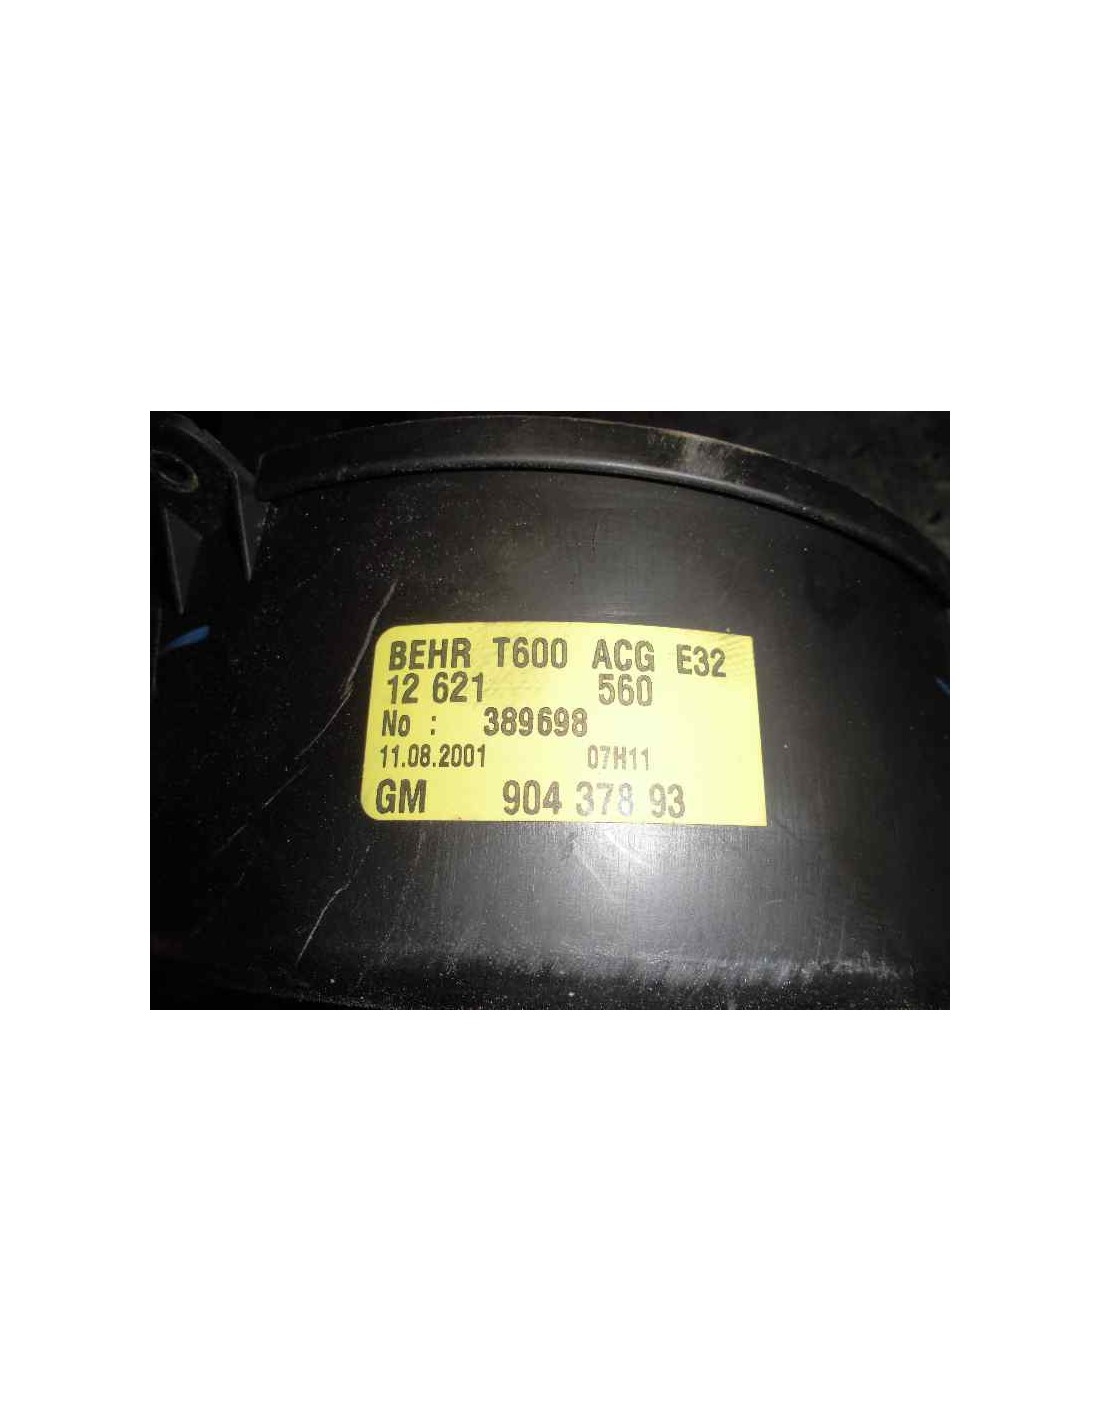 BEHR T600 ACG E32
12 621 560
No : 389698
11.08.2001 07H11
GM 904 378 93